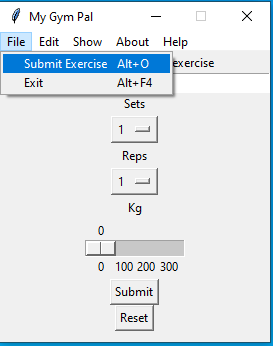 My Gym Pal
File Edit Show About Help
Submit Exercise Alt+O
exercise
Exit Alt+F4
Sets
1
Reps
1
Kg
0
0 100 200 300
Submit
Reset